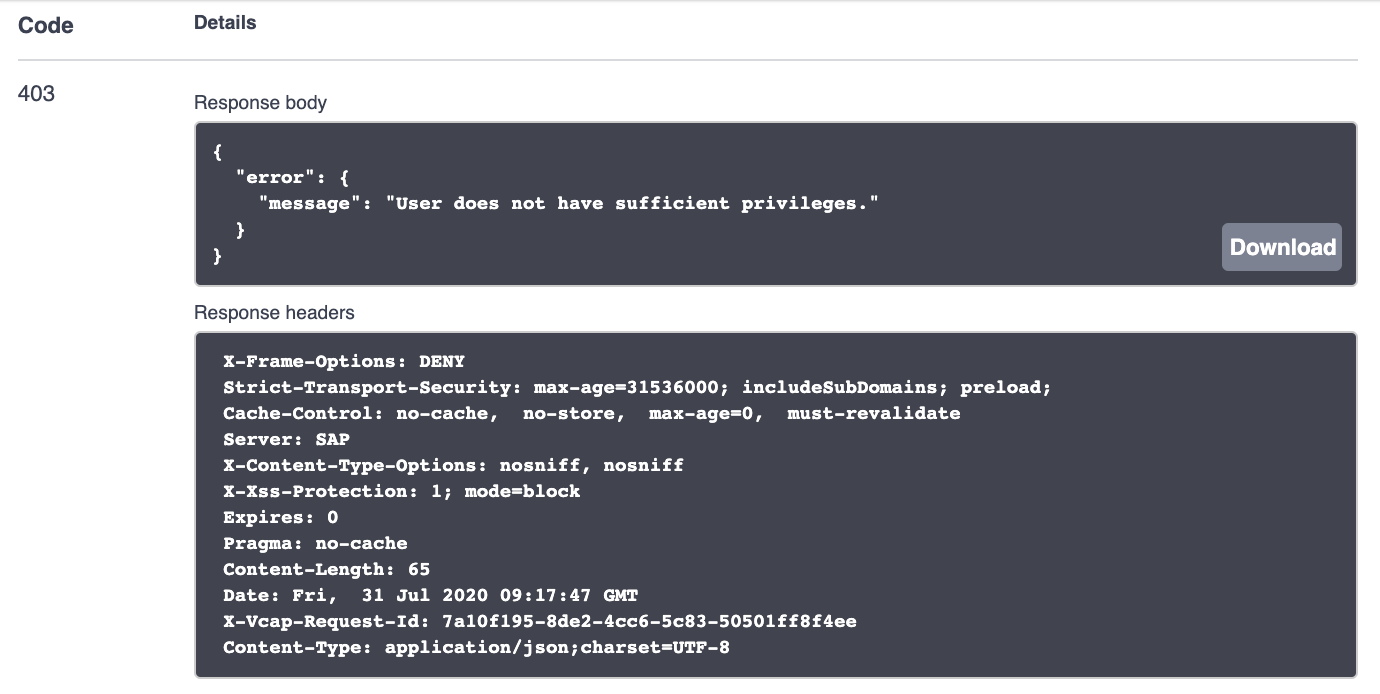 Code Details
403
Response body
{
  "error": {
    "message": "User does not have sufficient privileges."
  }
}
Download
Response headers
X-Frame-Options: DENY
Strict-Transport-Security: max-age=31536000; includeSubDomains; preload;
Cache-Control: no-cache,  no-store,  max-age=0,  must-revalidate
Server: SAP
X-Content-Type-Options: nosniff, nosniff
X-Xss-Protection: 1; mode=block
Expires: 0
Pragma: no-cache
Content-Length: 65
Date: Fri,  31 Jul 2020 09:17:47 GMT
X-Vcap-Request-Id: 7a10f195-8de2-4cc6-5c83-50501ff8f4ee
Content-Type: application/json;charset=UTF-8